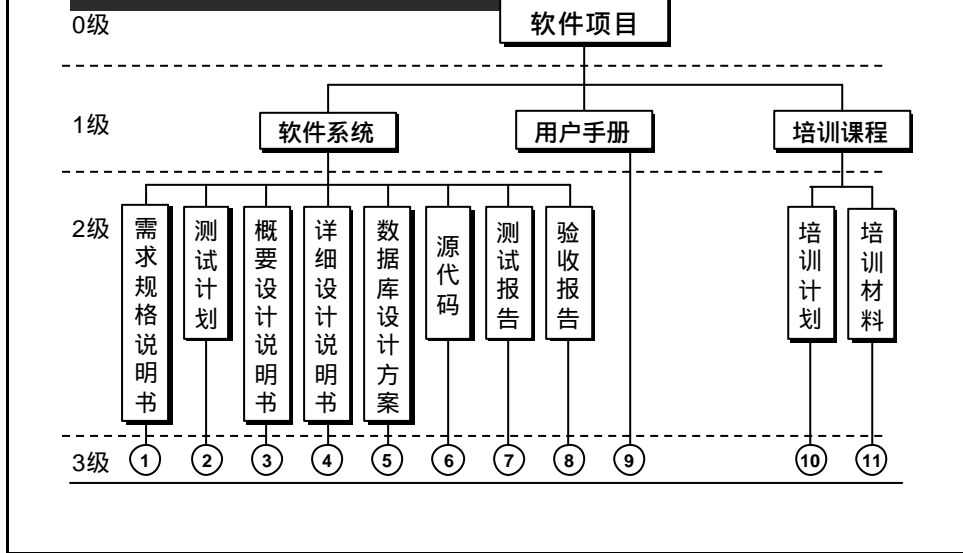 0级
软件项目
1级
软件系统
用户手册
培训课程
2级
需求规格说明书
测试计划
概要设计说明书
详细设计说明书
数据库设计方案
源代码
测试报告
验收报告
培训计划
培训材料
3级
1
2
3
4
5
6
7
8
9
10
11